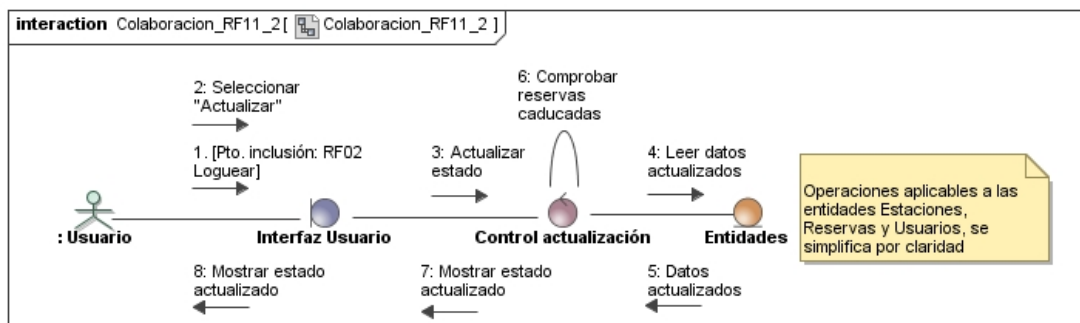 interaction Colaboracion_RF11_2[ Colaboracion_RF11_2 ]
2: Seleccionar
"Actualizar"
1. [Pto. inclusión: RF02
Loguear]
3: Actualizar
estado
6: Comprobar
reservas
caducadas
4: Leer datos
actualizados
Operaciones aplicables a las
entidades Estaciones,
Reservas y Usuarios, se
simplifica por claridad
: Usuario
Interfaz Usuario
Control actualización
Entidades
8: Mostrar estado
actualizado
7: Mostrar estado
actualizado
5: Datos
actualizados